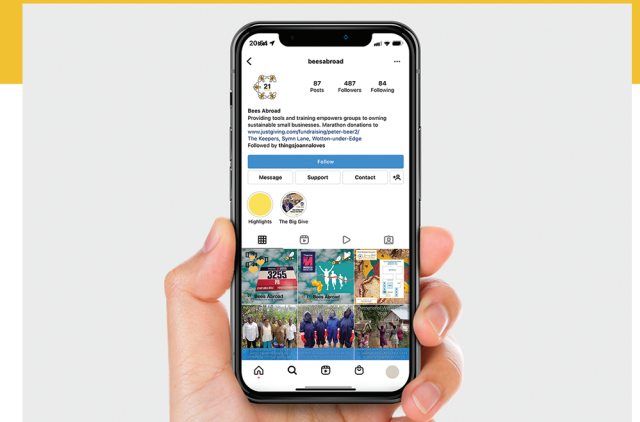 beesabroad
21
87 487 84
Posts Followers Following
Bees Abroad
Providing tools and training empowers groups to owning
sustainable small businesses. Marathon donations to
www.justgiving.com/fundraising/peter-beer2/
The Keepers, Symn Lane, Wotton-under-Edge
Followed by thingsjoannaloves
Follow
Message Support Contact
Highlights The Big Give
3255
Bees Abroad
Bees Abroad